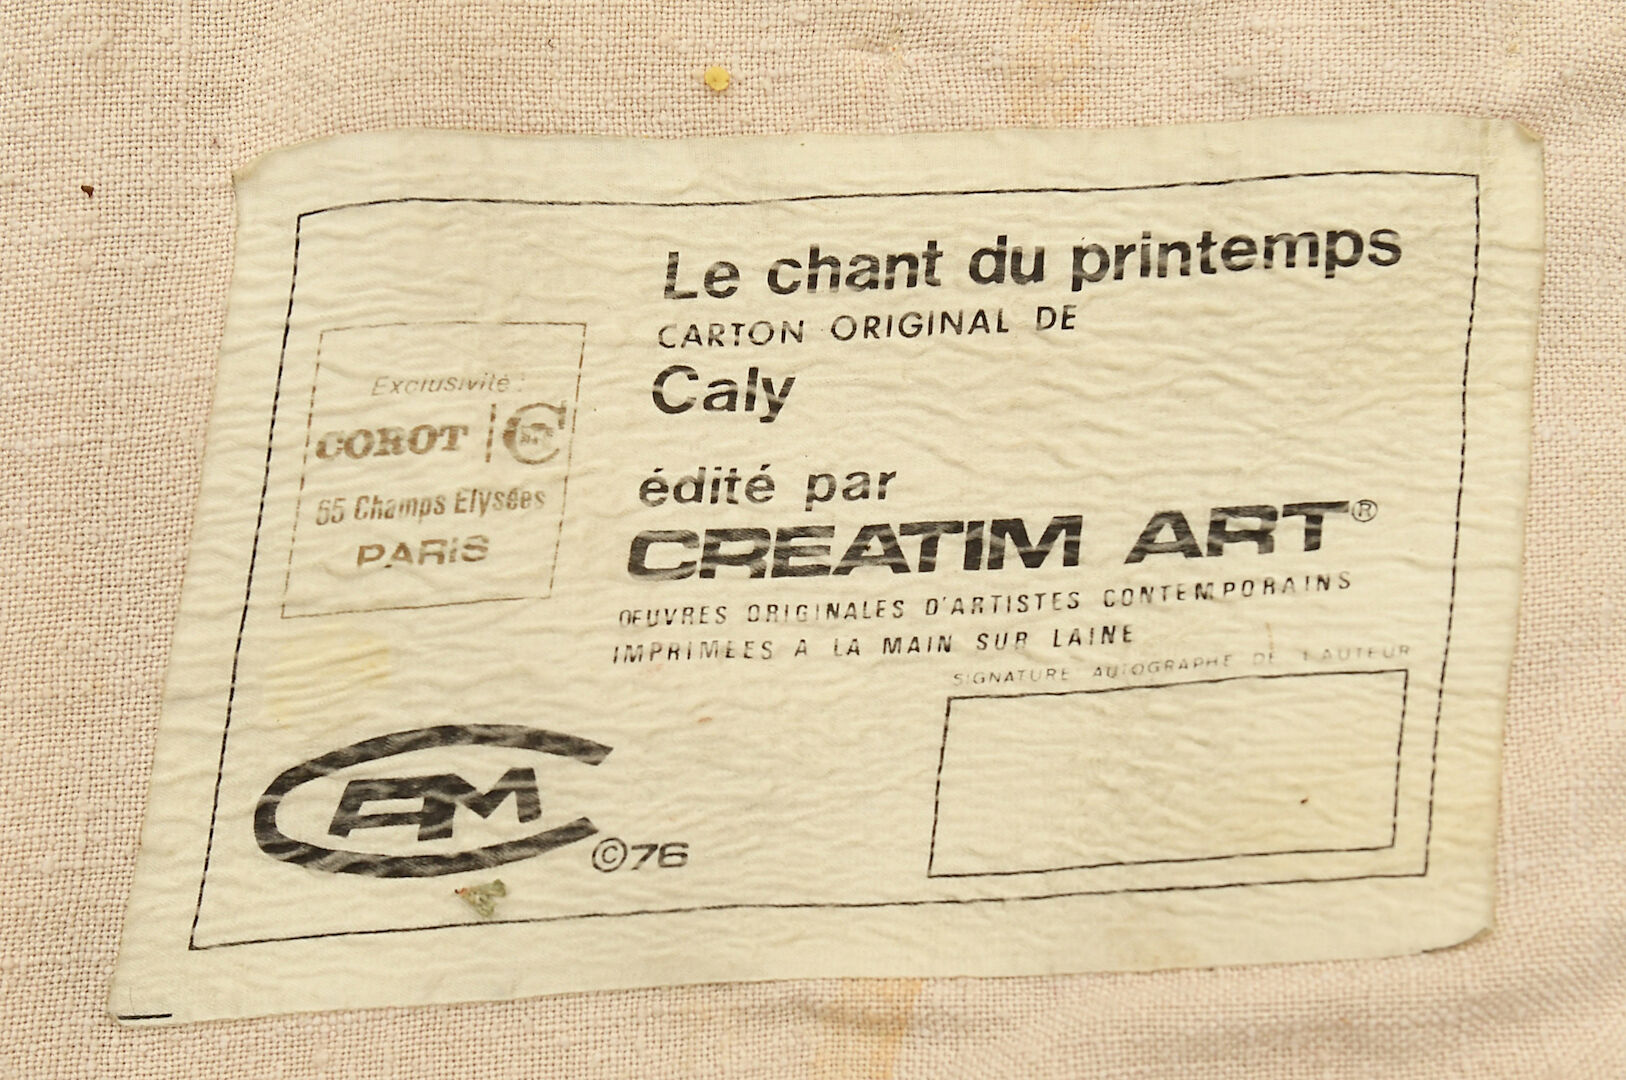 Le chant du printemps
CARTON ORIGINAL DE
Caly
édité par
CREATIM ART®
OEUVRES ORIGINALES D'ARTISTES CONTEMPORAINS
IMPRIMEES A LA MAIN SUR LAINE
SIGNATURE AUTOGRAPHE DE L'AUTEUR
Exclusivité :
COROT
65 Champs Elysées
PARIS
CAM
©76